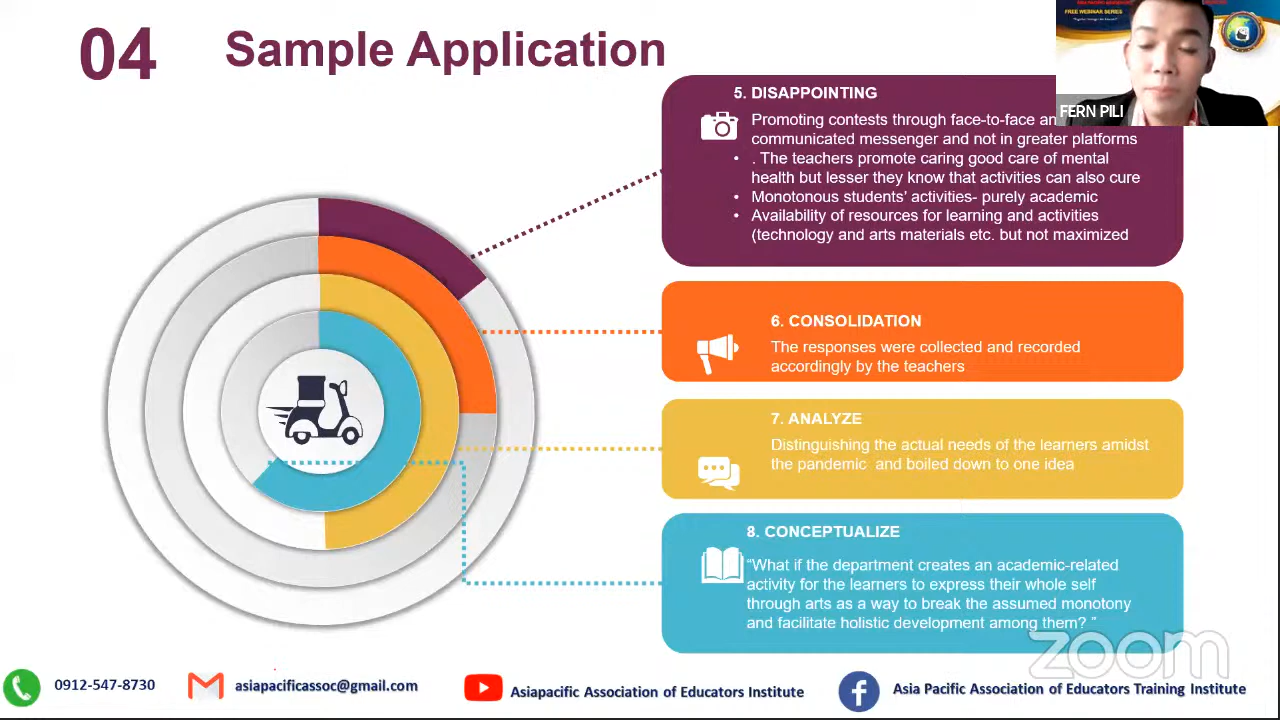 04
Sample Application
FREE WEBINAR SERIES
FERN PILI
5. DISAPPOINTING
Promoting contests through face-to-face
communicated messenger and not in greater platforms
• . The teachers promote caring good care of mental
health but lesser they know that activities can also cure
• Monotonous students’ activities- purely academic
• Availability of resources for learning and activities
(technology and arts materials etc. but not maximized
6. CONSOLIDATION
The responses were collected and recorded
accordingly by the teachers
7. ANALYZE
Distinguishing the actual needs of the learners amidst
the pandemic and boiled down to one idea
8. CONCEPTUALIZE
“What if the department creates an academic-related
activity for the learners to express their whole self
through arts as a way to break the assumed monotony
and facilitate holistic development among them? ”
zoom
0912-547-8730
asiapacificassoc@gmail.com
Asiapacific Association of Educators Institute
Asia Pacific Association of Educators Training Institute